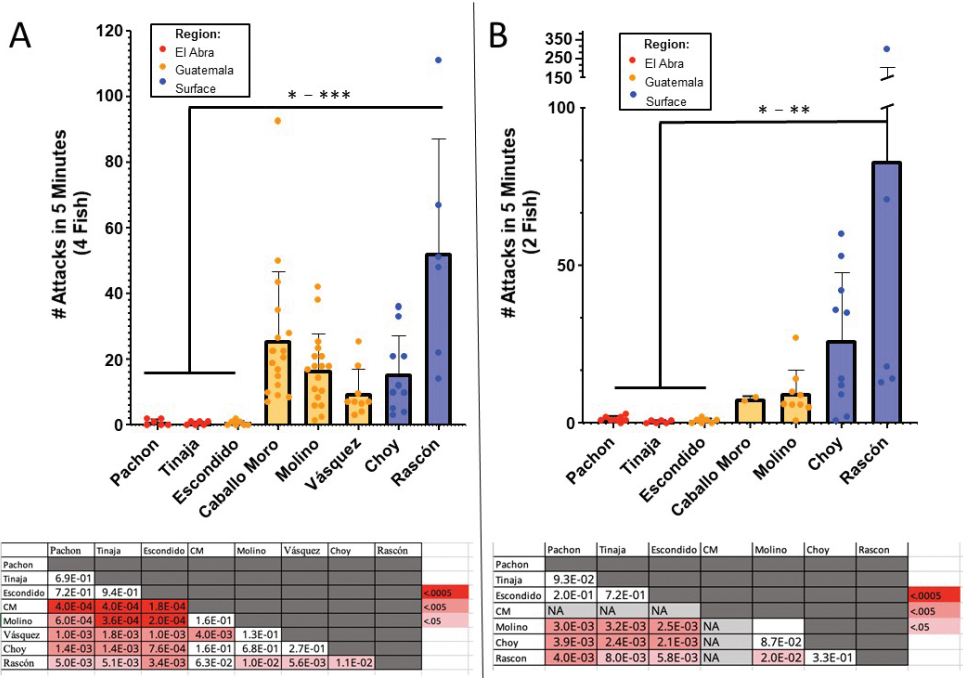 A
120
100
80
60
40
20
0
# Attacks in 5 Minutes
(4 Fish)
Region:
El Abra
Guatemala
Surface
* – ***
Pachon
Tinaja
Escondido
Caballo Moro
Molino
Vásquez
Choy
Rascón
Pachon Tinaja Escondido CM Molino Vásquez Choy Rascón
Pachon
Tinaja 6.9E-01
Escondido 7.2E-01 9.4E-01 <.0005
CM 4.0E-04 4.0E-04 1.8E-04 <.005
Molino 6.0E-04 3.6E-04 2.0E-04 1.6E-01 <.05
Vásquez 1.0E-03 1.8E-03 1.0E-03 4.0E-03 1.3E-01
Choy 1.4E-03 1.4E-03 7.6E-04 1.6E-01 6.8E-01 2.7E-01
Rascón 5.0E-03 5.1E-03 3.4E-03 6.3E-02 1.0E-02 5.6E-03 1.1E-02
B
350
250
150
100
50
0
# Attacks in 5 Minutes
(2 Fish)
Region:
El Abra
Guatemala
Surface
* – **
Pachon
Tinaja
Escondido
Caballo Moro
Molino
Choy
Rascón
Pachon Tinaja Escondido CM Molino Choy Rascon
Pachon
Tinaja 9.3E-02
Escondido 2.0E-01 7.2E-01 <.0005
CM NA NA NA <.005
Molino 3.0E-03 3.2E-03 2.5E-03 NA <.05
Choy 3.9E-03 2.4E-03 2.1E-03 NA 8.7E-02
Rascon 4.0E-03 8.0E-03 5.8E-03 NA 2.0E-02 3.3E-01